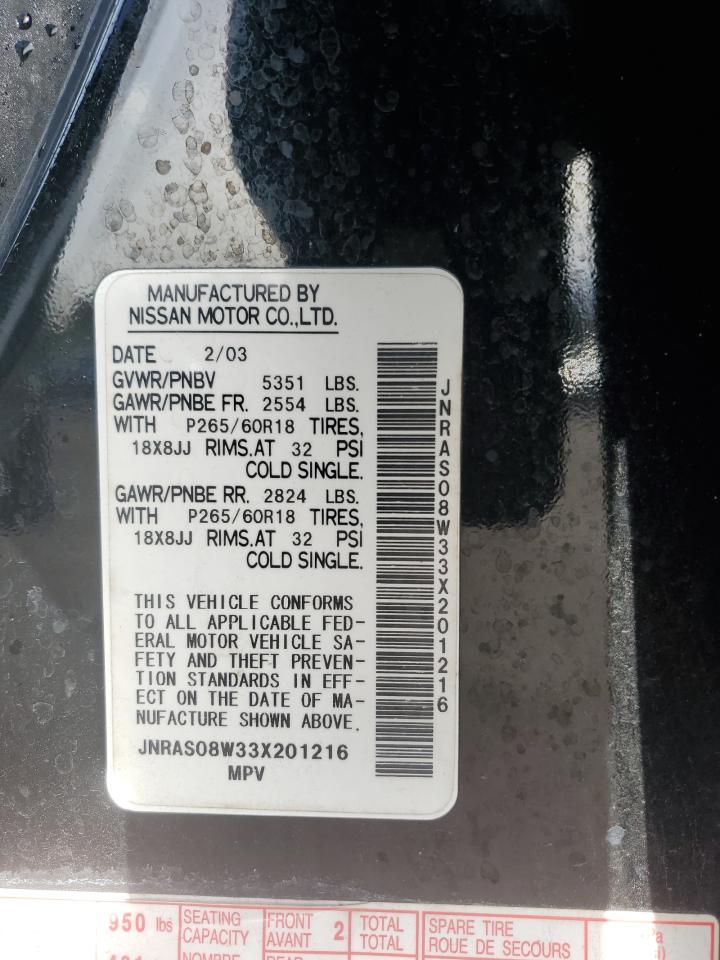 MANUFACTURED BY
NISSAN MOTOR CO.,LTD.
DATE 2/03
GVWR/PNBV 5351 LBS.
GAWR/PNBE FR. 2554 LBS.
WITH P265/60R18 TIRES,
18X8JJ RIMS.AT 32 PSI
COLD SINGLE.
GAWR/PNBE RR. 2824 LBS.
WITH P265/60R18 TIRES,
18X8JJ RIMS.AT 32 PSI
COLD SINGLE.
THIS VEHICLE CONFORMS
TO ALL APPLICABLE FED-
ERAL MOTOR VEHICLE SA-
FETY AND THEFT PREVEN-
TION STANDARDS IN EFF-
ECT ON THE DATE OF MA-
NUFACTURE SHOWN ABOVE.
JNRAS08W33X201216
MPV
JNRAS08W33X201216
950 lbs SEATING FRONT 2 TOTAL SPARE TIRE
CAPACITY AVANT TOTAL ROUE DE SECOURS